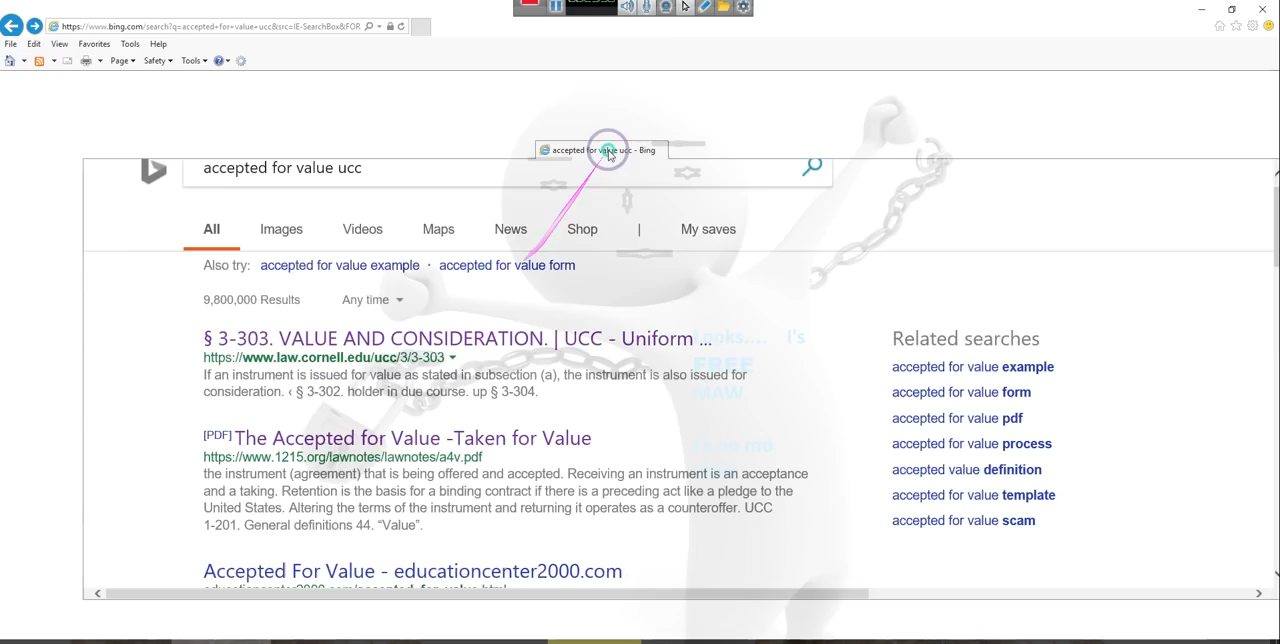 https://www.bing.com/search?q=accepted+for+value+ucc&src=IE-SearchBox&FOR
File Edit View Favorites Tools Help
Page Safety Tools
accepted for value ucc - Bing
accepted for value ucc
All Images Videos Maps News Shop | My saves
Also try: accepted for value example · accepted for value form
9,800,000 Results Any time
§ 3-303. VALUE AND CONSIDERATION. | UCC - Uniform ...
https://www.law.cornell.edu/ucc/3/3-303
If an instrument is issued for value as stated in subsection (a), the instrument is also issued for
consideration. ‹ § 3-302. holder in due course. up § 3-304.
[PDF] The Accepted for Value -Taken for Value
https://www.1215.org/lawnotes/lawnotes/a4v.pdf
the instrument (agreement) that is being offered and accepted. Receiving an instrument is an acceptance
and a taking. Retention is the basis for a binding contract if there is a preceding act like a pledge to the
United States. Altering the terms of the instrument and returning it operates as a counteroffer. UCC
1-201. General definitions 44. “Value”.
Accepted For Value - educationcenter2000.com
Related searches
accepted for value example
accepted for value form
accepted for value pdf
accepted for value process
accepted value definition
accepted for value template
accepted for value scam
Looks.... I's
FREE